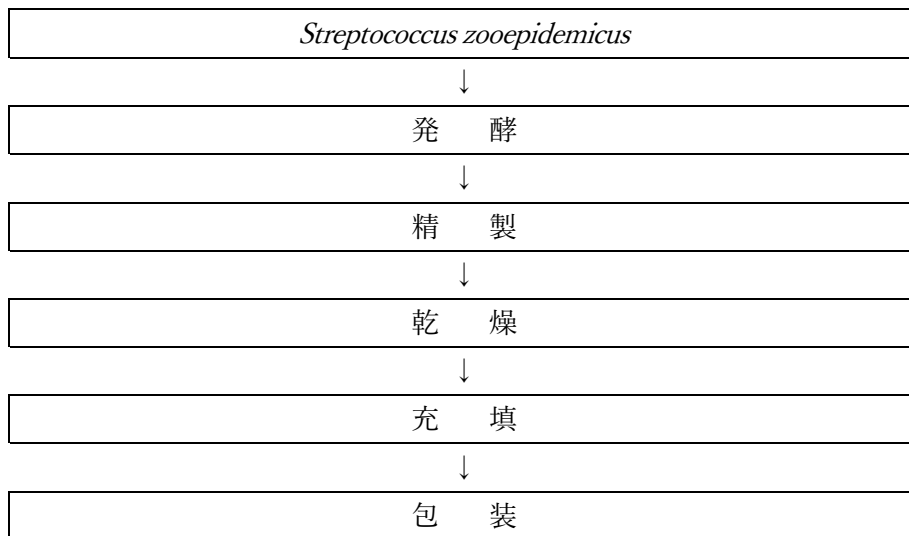 Streptococcus zooepidemicus
↓
発　酵
↓
精　製
↓
乾　燥
↓
充　填
↓
包　装